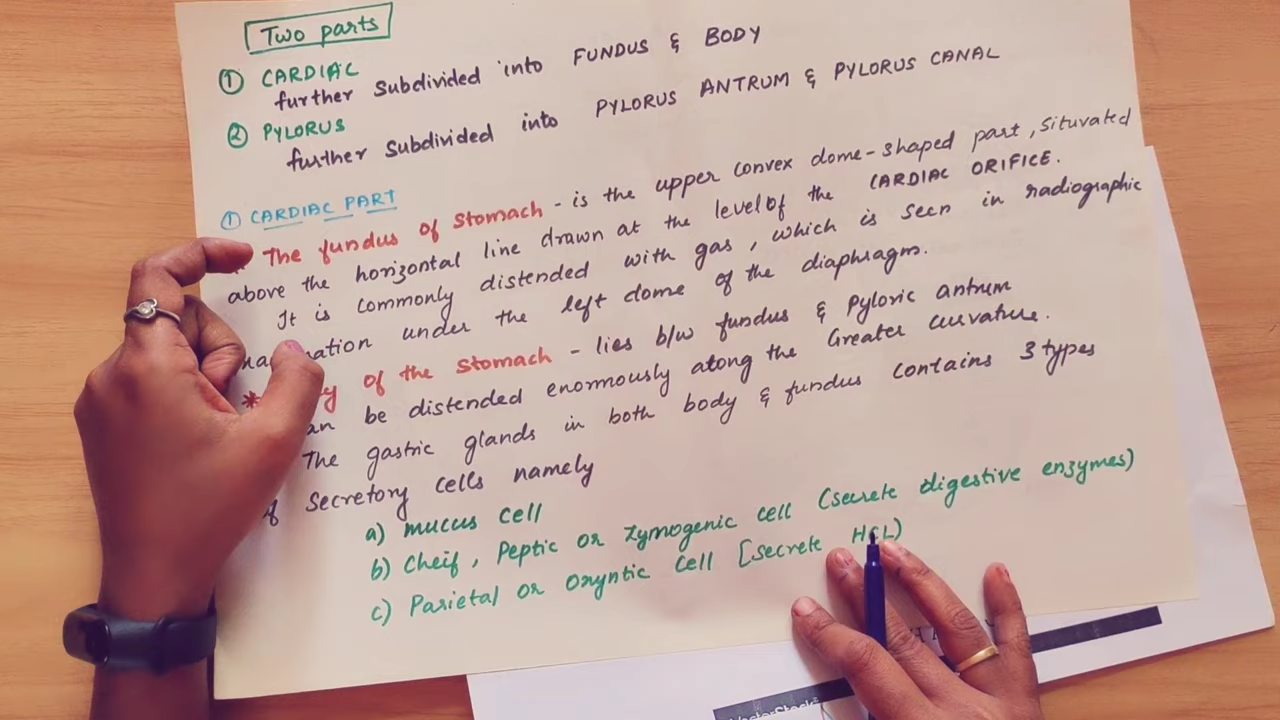 Two parts
① CARDIAC
further Subdivided into FUNDUS & BODY
② PYLORUS
further Subdivided into PYLORUS ANTRUM & PYLORUS CANAL
① CARDIAC PART
* The fundus of Stomach - is the upper convex dome-shaped part, Situvated
above the horizontal line drawn at the level of the CARDIAC ORIFICE.
It is commonly distended with gas, which is seen in radiographic
under the left dome of the diaphragm.
* of the Stomach - lies b/w fundus & Pyloric antrum
be distended enormously along the Greater curvature.
The gastric glands in both body & fundus contains 3 types
of Secretory cells namely
a) mucus cell
b) Cheif, Peptic or Zymogenic cell (secrete digestive enzymes)
c) Parietal or Oxyntic cell [secrete HCL)
VectorStock